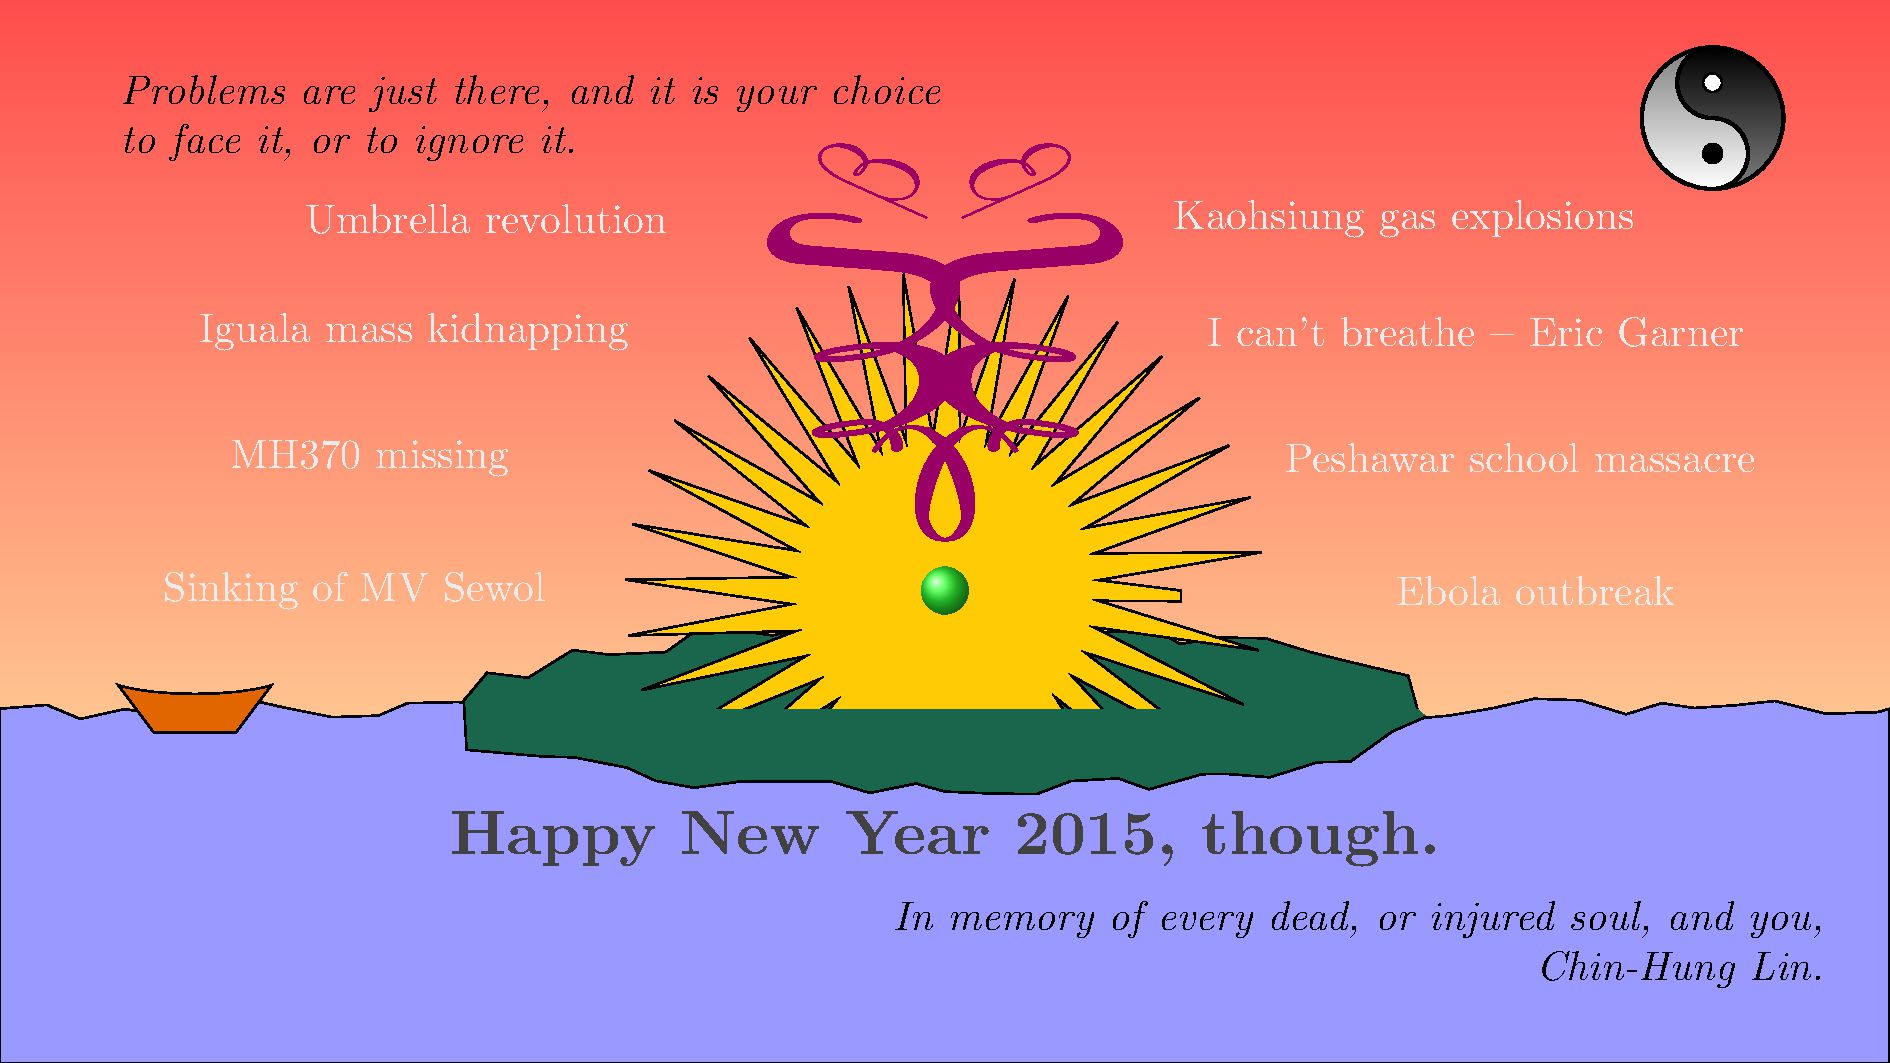 Problems are just there, and it is your choice
to face it, or to ignore it.
Umbrella revolution
Kaohsiung gas explosions
Iguala mass kidnapping
I can't breathe – Eric Garner
MH370 missing
Peshawar school massacre
Sinking of MV Sewol
Ebola outbreak
Happy New Year 2015, though.
In memory of every dead, or injured soul, and you,
Chin-Hung Lin.